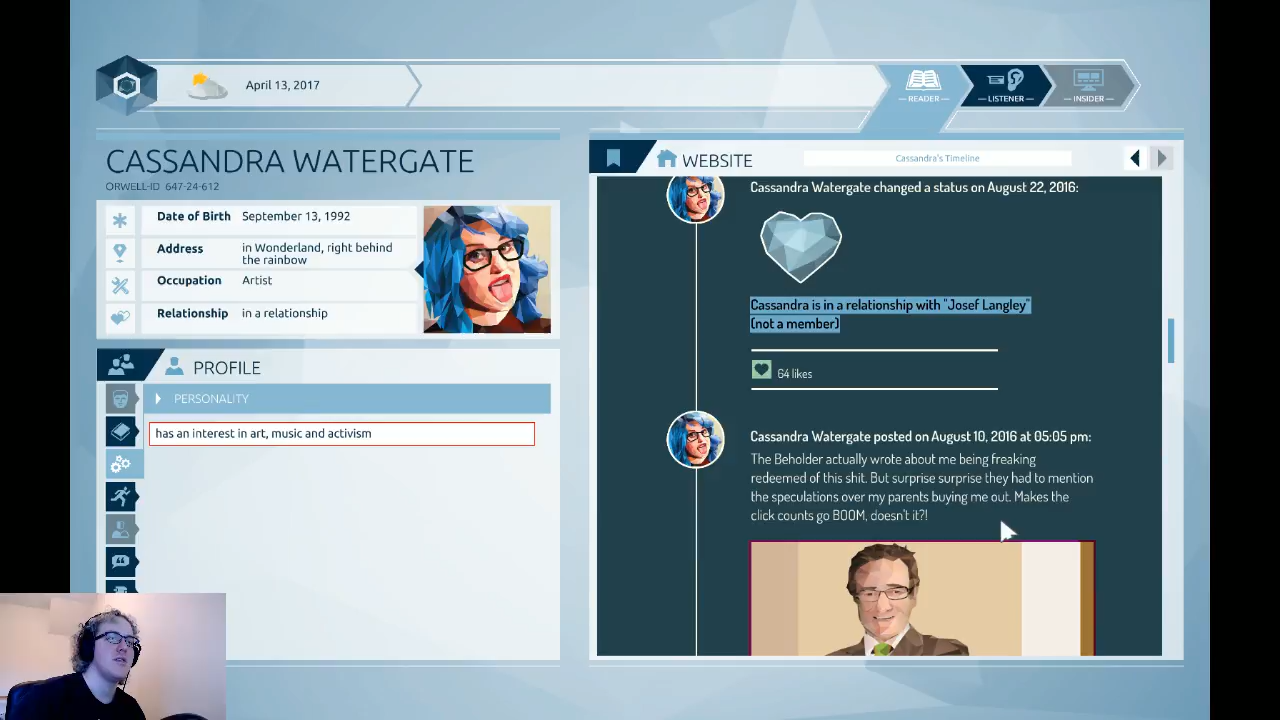 April 13, 2017
— READER —
— LISTENER —
— INSIDER —
CASSANDRA WATERGATE
ORWELL-ID 647-24-612
Date of Birth September 13, 1992
Address in Wonderland, right behind
the rainbow
Occupation Artist
Relationship in a relationship
PROFILE
PERSONALITY
has an interest in art, music and activism
WEBSITE
Cassandra's Timeline
Cassandra Watergate changed a status on August 22, 2016:
Cassandra is in a relationship with "Josef Langley"
(not a member)
64 likes
Cassandra Watergate posted on August 10, 2016 at 05:05 pm:
The Beholder actually wrote about me being freaking
redeemed of this shit. But surprise surprise they had to mention
the speculations over my parents buying me out. Makes the
click counts go BOOM, doesn't it?!